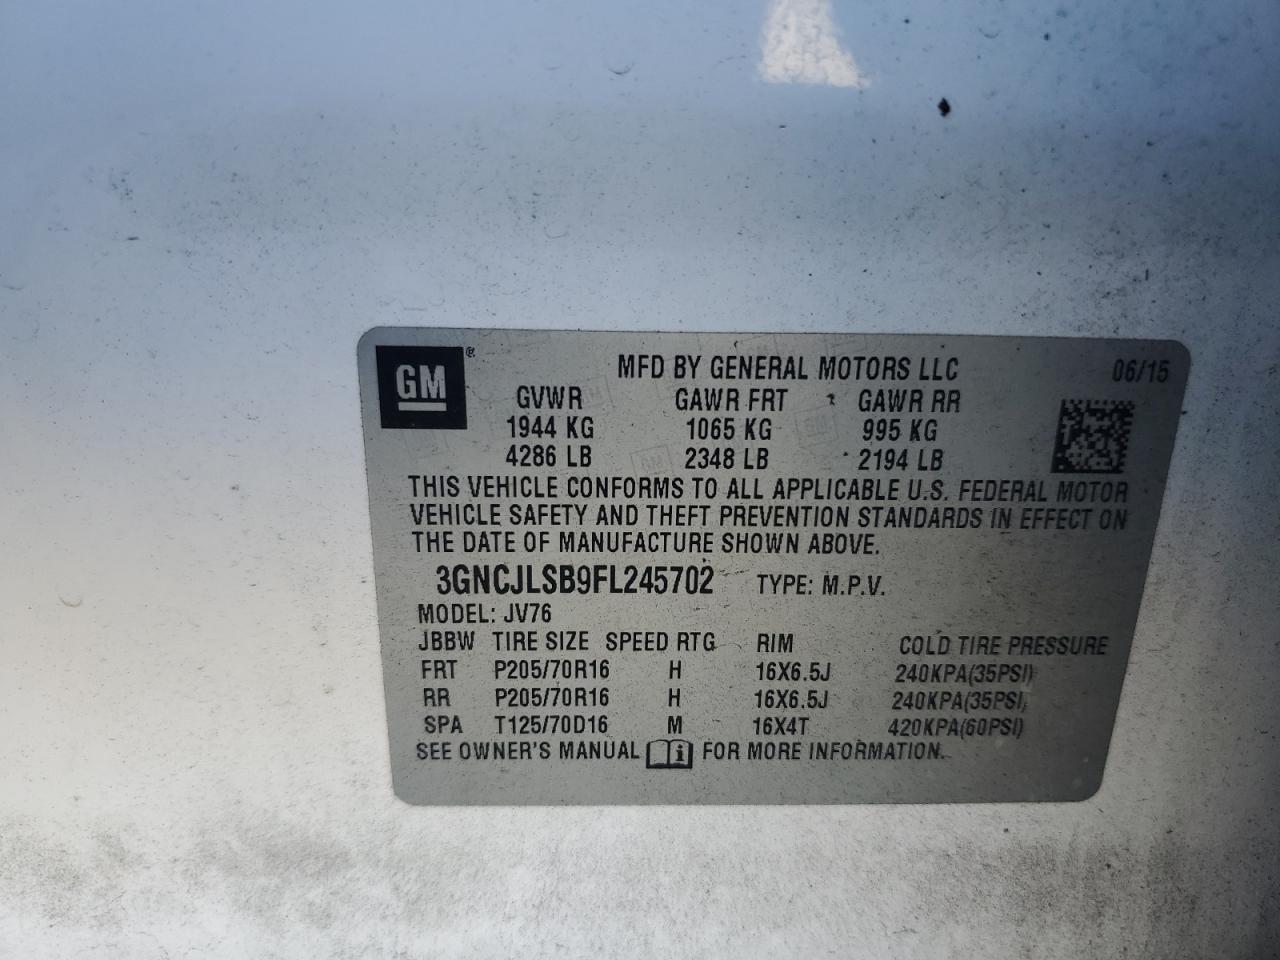 GM ®
MFD BY GENERAL MOTORS LLC 06/15
GVWR GAWR FRT GAWR RR
1944 KG 1065 KG 995 KG
4286 LB 2348 LB 2194 LB
THIS VEHICLE CONFORMS TO ALL APPLICABLE U.S. FEDERAL MOTOR
VEHICLE SAFETY AND THEFT PREVENTION STANDARDS IN EFFECT ON
THE DATE OF MANUFACTURE SHOWN ABOVE.
3GNCJLSB9FL245702 TYPE: M.P.V.
MODEL: JV76
JBBW TIRE SIZE SPEED RTG RIM COLD TIRE PRESSURE
FRT P205/70R16 H 16X6.5J 240KPA(35PSI)
RR P205/70R16 H 16X6.5J 240KPA(35PSI)
SPA T125/70D16 M 16X4T 420KPA(60PSI)
SEE OWNER'S MANUAL i FOR MORE INFORMATION.